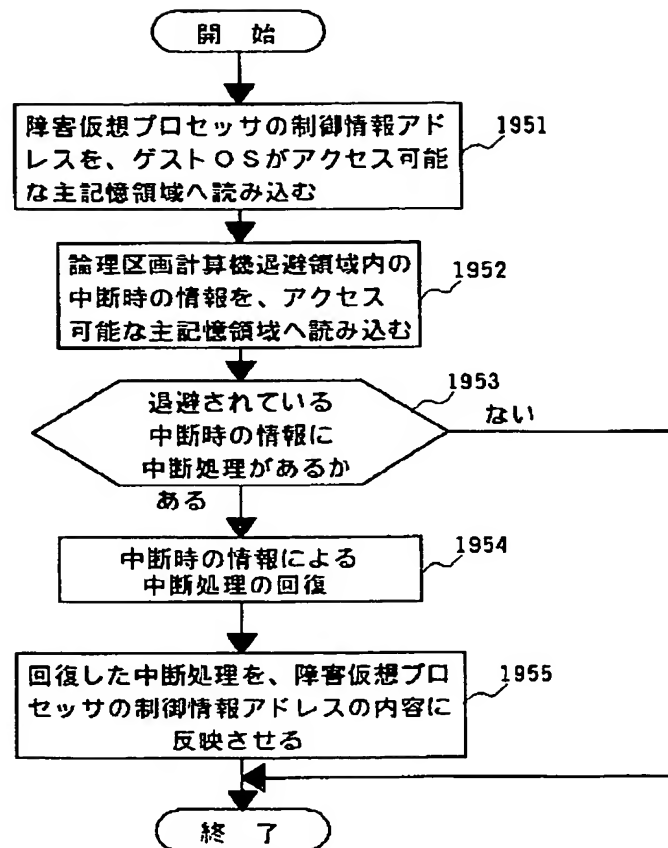 開 始
障害仮想プロセッサの制御情報アド
レスを、ゲストOSがアクセス可能
な主記憶領域へ読み込む
1951
論理区画計算機退避領域内の
中断時の情報を、アクセス
可能な主記憶領域へ読み込む
1952
退避されている
中断時の情報に
中断処理があるか
1953
ない
ある
中断時の情報による
中断処理の回復
1954
回復した中断処理を、障害仮想プロ
セッサの制御情報アドレスの内容に
反映させる
1955
終 了